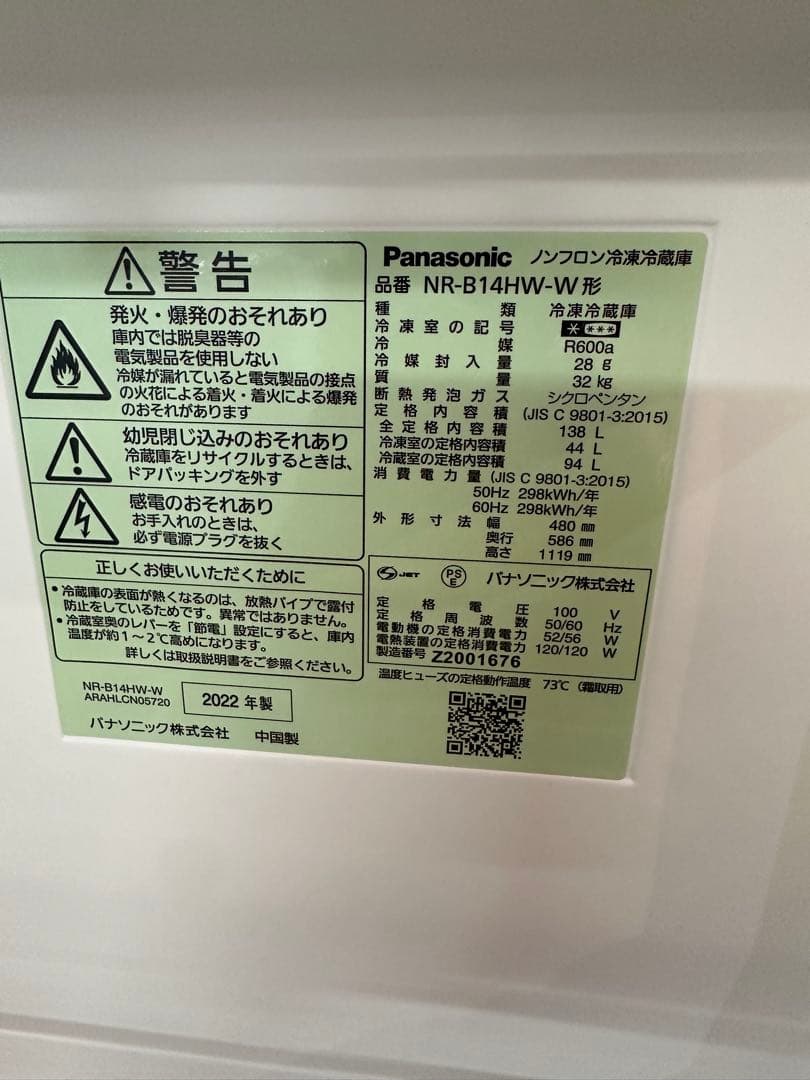 警告
発火・爆発のおそれあり
庫内では脱臭器等の
電気製品を使用しない
冷媒が漏れていると電気製品の接点
の火花による着火・着火による爆発
のおそれがあります
幼児閉じ込めのおそれあり
冷蔵庫をリサイクルするときは、
ドアパッキングを外す
感電のおそれあり
お手入れのときは、
必ず電源プラグを抜く
正しくお使いいただくために
●冷蔵庫の表面が熱くなるのは、放熱パイプで露付
防止をしているためです。異常ではありません。
●冷蔵室奥のレバーを「節電」設定にすると、庫内
温度が約1~2℃高めになります。
詳しくは取扱説明書をご参照ください。
NR-B14HW-W
ARAHLCN05720
2022 年製
パナソニック株式会社 中国製
Panasonic ノンフロン冷凍冷蔵庫
品番 NR-B14HW-W 形
種類 冷凍冷蔵庫
冷凍室の記号 * ***
冷媒 R600a
冷媒封入量 28 g
質量 32 kg
断熱発泡ガス シクロペンタン
定格内容積 (JIS C 9801-3:2015)
全定格内容積 138 L
冷凍室の定格内容積 44 L
冷蔵室の定格内容積 94 L
消費電力量 (JIS C 9801-3:2015)
50Hz 298kWh/年
60Hz 298kWh/年
外形寸法 幅 480 mm
奥行 586 mm
高さ 1119 mm
S JET PS E パナソニック株式会社
定格電圧 100 V
定格周波数 50/60 Hz
電動機の定格消費電力 52/56 W
電熱装置の定格消費電力 120/120 W
製造番号 Z2001676
温度ヒューズの定格動作温度 73℃ (霜取用)